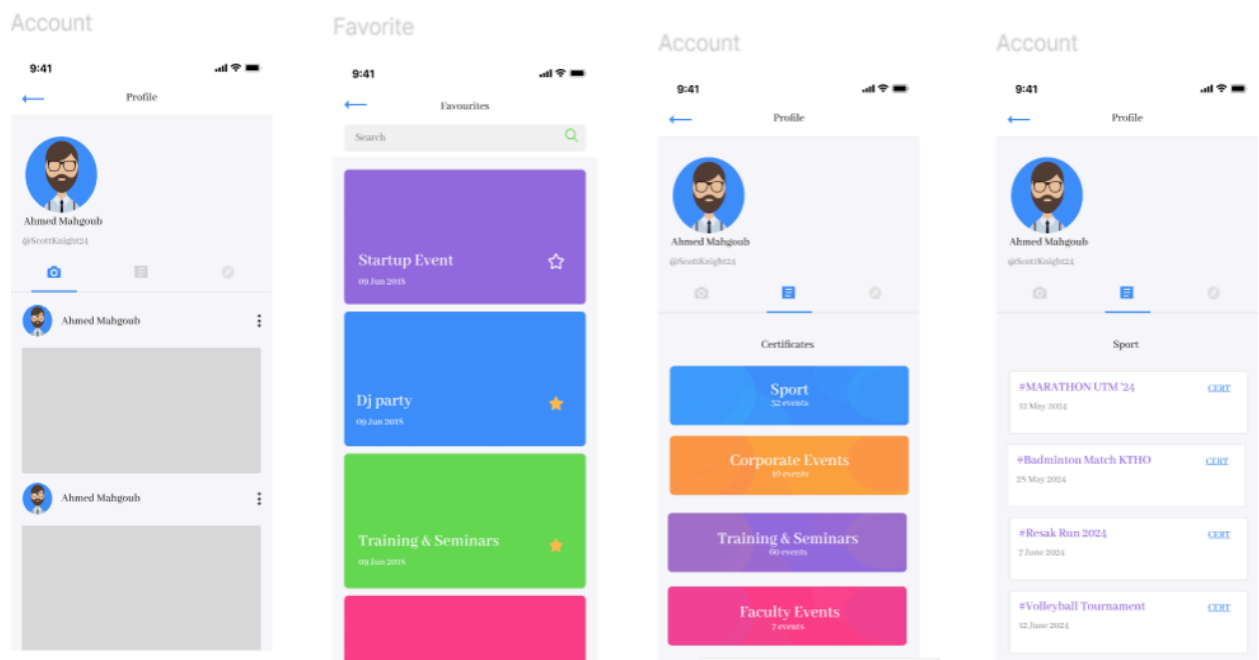 Account
9:41
Profile
Ahmed Mahgoub
@ScottKnight24
Ahmed Mahgoub
Ahmed Mahgoub
Favorite
9:41
Favourites
Search
Startup Event
09 Jun 2018
Dj party
09 Jun 2018
Training & Seminars
09 Jun 2018
Account
9:41
Profile
Ahmed Mahgoub
@ScottKnight24
Certificates
Sport
32 events
Corporate Events
10 events
Training & Seminars
60 events
Faculty Events
7 events
Account
9:41
Profile
Ahmed Mahgoub
@ScottKnight24
Sport
#MARATHON UTM '24 CERT
12 May 2024
#Badminton Match KTHO CERT
28 May 2024
#Resak Run 2024 CERT
7 June 2024
#Volleyball Tournament CERT
12 June 2024